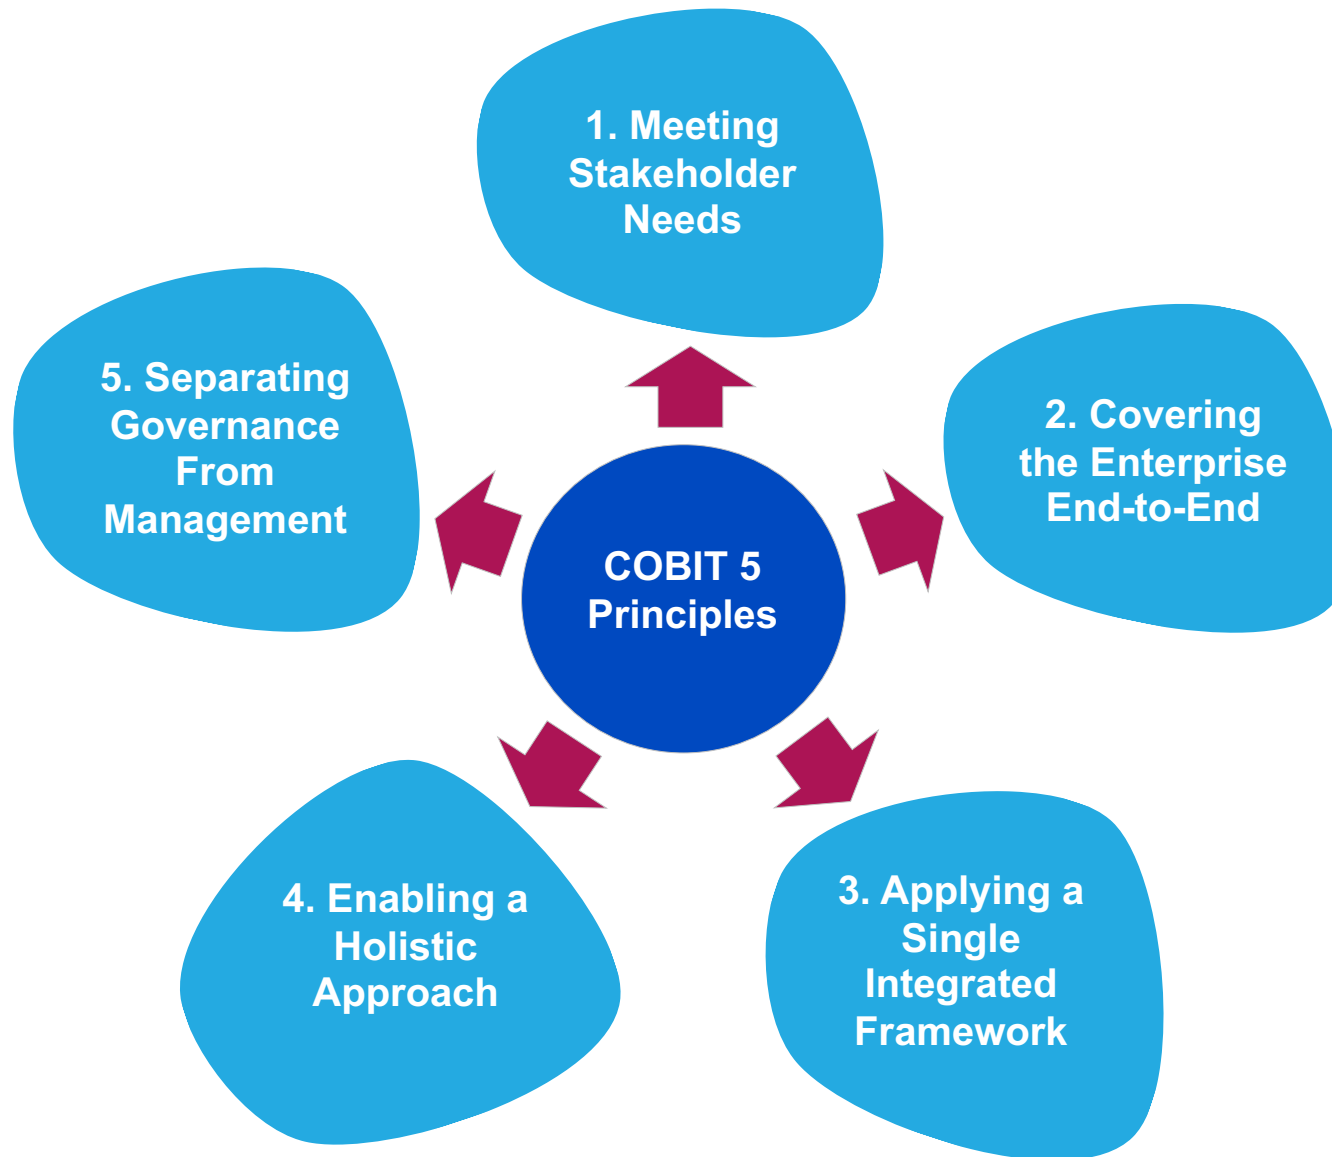 1. Meeting
Stakeholder
Needs
2. Covering
the Enterprise
End-to-End
3. Applying a
Single
Integrated
Framework
4. Enabling a
Holistic
Approach
5. Separating
Governance
From
Management
COBIT 5
Principles